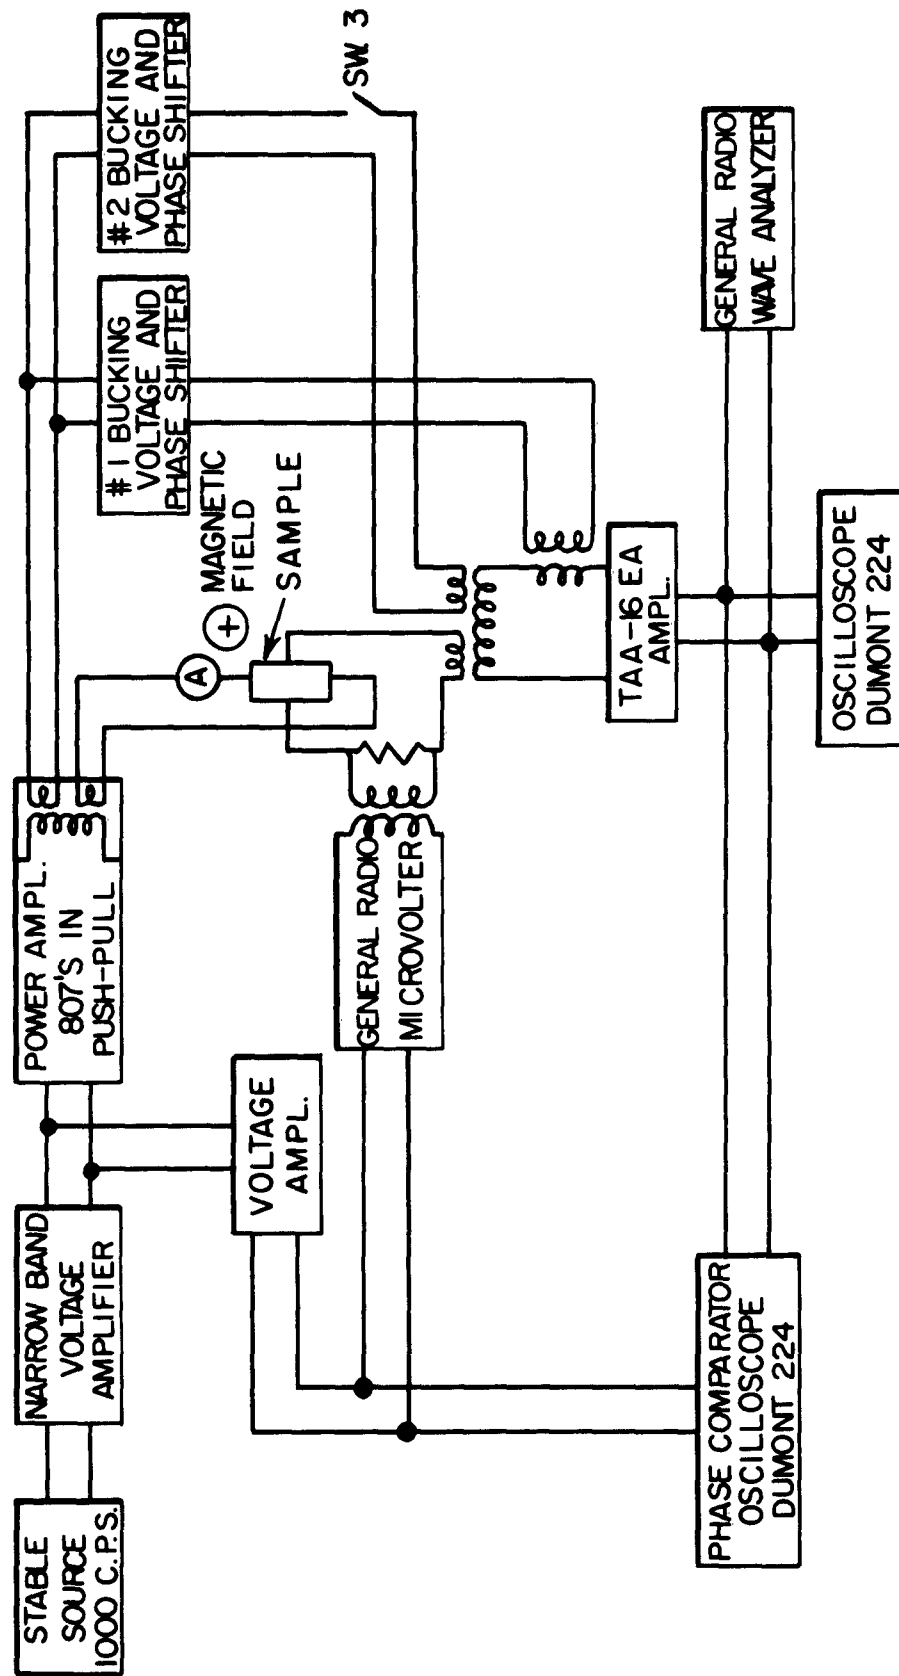 STABLE
SOURCE
1000 C.P.S.
NARROW BAND
VOLTAGE
AMPLIFIER
POWER AMPL.
807'S IN
PUSH-PULL
#1 BUCKING
VOLTAGE AND
PHASE SHIFTER
#2 BUCKING
VOLTAGE AND
PHASE SHIFTER
VOLTAGE
AMPL.
A
+
MAGNETIC
FIELD
SAMPLE
SW. 3
GENERAL RADIO
MICROVOLTER
TAA-16 EA
AMPL.
PHASE COMPARATOR
OSCILLOSCOPE
DUMONT 224
GENERAL RADIO
WAVE ANALYZER
OSCILLOSCOPE
DUMONT 224